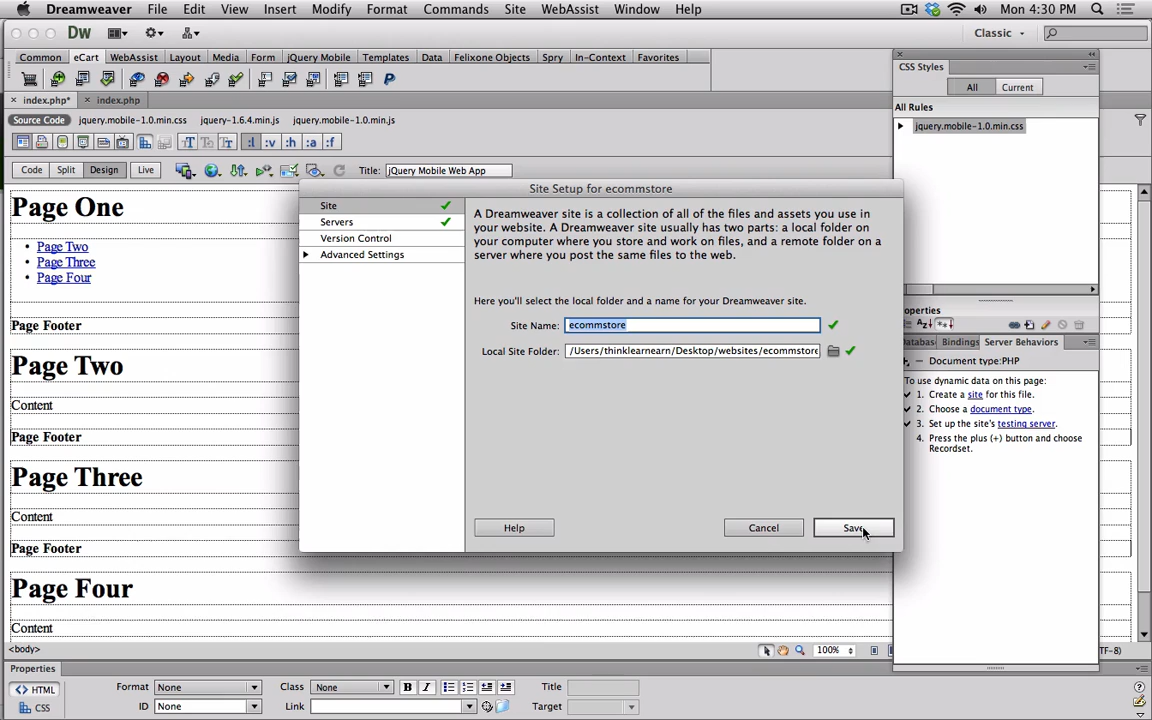 Dreamweaver File Edit View Insert Modify Format Commands Site WebAssist Window Help Mon 4:30 PM
Dw Classic
Common eCart WebAssist Layout Media Form jQuery Mobile Templates Data Felixone Objects Spry In-Context Favorites
CSS Styles
All Current
index.php* index.php
All Rules
Source Code jquery.mobile-1.0.min.css jquery-1.6.4.min.js jquery.mobile-1.0.min.js
jquery.mobile-1.0.min.css
:l :v :h :a :f
Code Split Design Live Title: jQuery Mobile Web App
Site Setup for ecommstore
Page One
Page Two
Page Three
Page Four
Page Footer
Page Two
Content
Page Footer
Page Three
Content
Page Footer
Page Four
Content
Site
Servers
Version Control
Advanced Settings
A Dreamweaver site is a collection of all of the files and assets you use in
your website. A Dreamweaver site usually has two parts: a local folder on
your computer where you store and work on files, and a remote folder on a
server where you post the same files to the web.
Here you'll select the local folder and a name for your Dreamweaver site.
Site Name: ecommstore
Local Site Folder: /Users/thinklearnearn/Desktop/websites/ecommstore
Help Cancel Save
operties
Az↓
Databas Bindings Server Behaviors
Document type:PHP
To use dynamic data on this page:
1. Create a site for this file.
2. Choose a document type.
3. Set up the site's testing server.
4. Press the plus (+) button and choose
Recordset.
<body> 100% TF-8)
Properties
HTML Format None Class None B I Title
CSS ID None Link Target